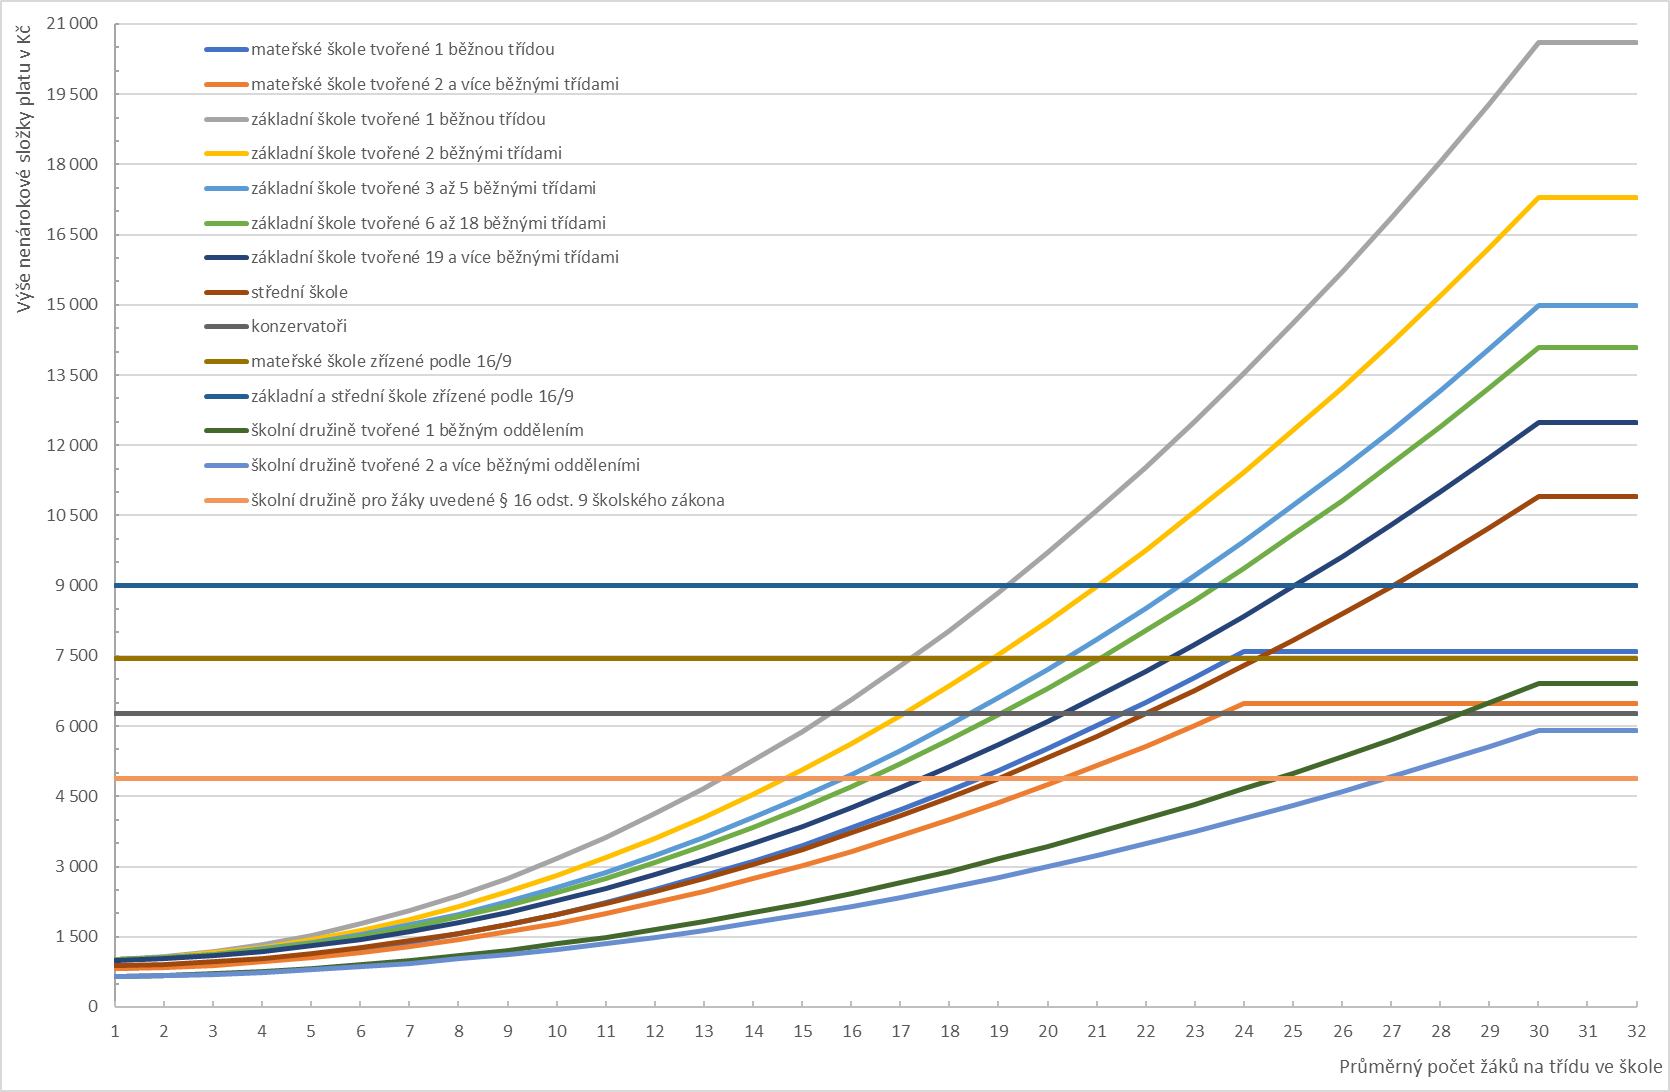 Výše nenárokové složky platu v Kč
21 000
19 500
18 000
16 500
15 000
13 500
12 000
10 500
9 000
7 500
6 000
4 500
3 000
1 500
0
mateřské škole tvořené 1 běžnou třídou
mateřské škole tvořené 2 a více běžnými třídami
základní škole tvořené 1 běžnou třídou
základní škole tvořené 2 běžnými třídami
základní škole tvořené 3 až 5 běžnými třídami
základní škole tvořené 6 až 18 běžnými třídami
základní škole tvořené 19 a více běžnými třídami
střední škole
konzervatoři
mateřské škole zřízené podle 16/9
základní a střední škole zřízené podle 16/9
školní družině tvořené 1 běžným oddělením
školní družině tvořené 2 a více běžnými odděleními
školní družině pro žáky uvedené § 16 odst. 9 školského zákona
1 2 3 4 5 6 7 8 9 10 11 12 13 14 15 16 17 18 19 20 21 22 23 24 25 26 27 28 29 30 31 32
Průměrný počet žáků na třídu ve škole